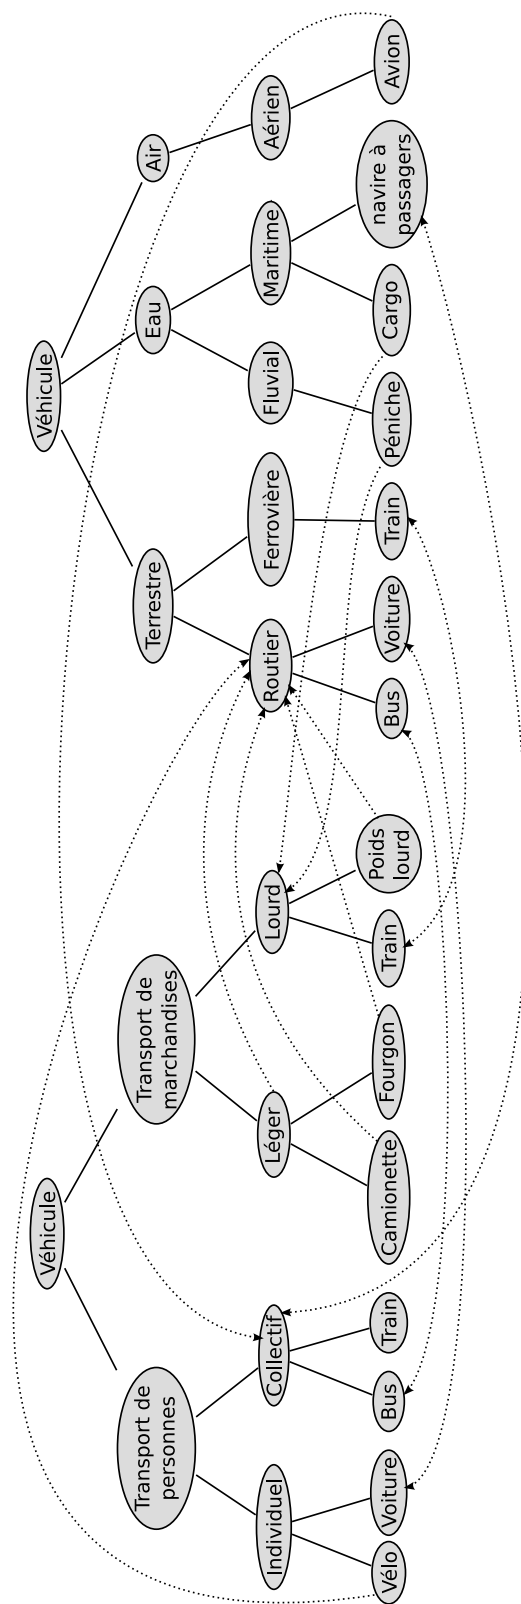 Véhicule
Transport de
personnes
Transport de
marchandises
Individuel
Collectif
Léger
Lourd
Vélo
Voiture
Bus
Train
Camionette
Fourgon
Train
Poids
lourd
Véhicule
Terrestre
Eau
Air
Routier
Ferrovière
Fluvial
Maritime
Aérien
Bus
Voiture
Train
Péniche
Cargo
navire à
passagers
Avion